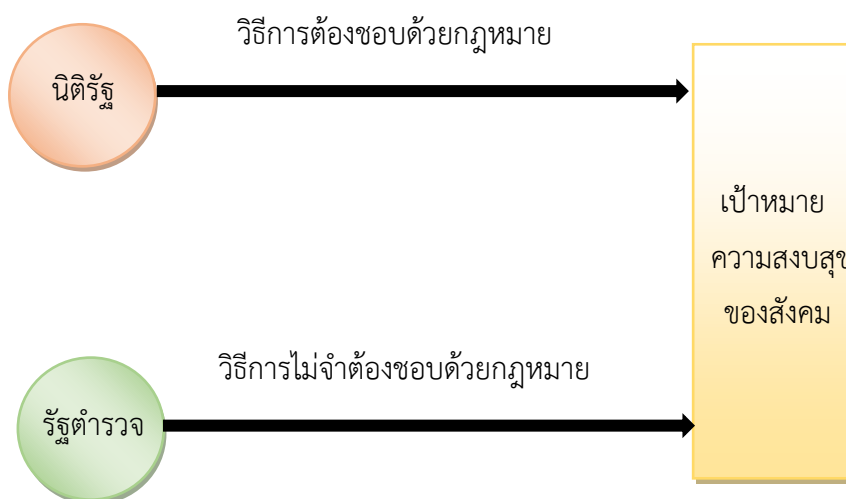 วิธีการต้องชอบด้วยกฎหมาย
นิติรัฐ
เป้าหมาย
ความสงบสุข
ของสังคม
วิธีการไม่จำต้องชอบด้วยกฎหมาย
รัฐตำรวจ